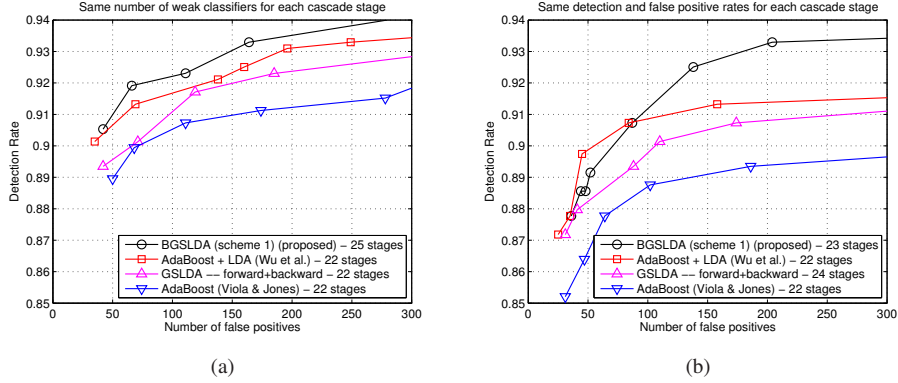 Same number of weak classifiers for each cascade stage
0.94
0.93
0.92
0.91
0.9
0.89
0.88
0.87
0.86
0.85
Detection Rate
BGSLDA (scheme 1) (proposed) − 25 stages
AdaBoost + LDA (Wu et al.) − 22 stages
GSLDA −− forward+backward − 22 stages
AdaBoost (Viola & Jones) − 22 stages
0 50 100 150 200 250 300
Number of false positives
(a)
Same detection and false positive rates for each cascade stage
0.94
0.93
0.92
0.91
0.9
0.89
0.88
0.87
0.86
0.85
Detection Rate
BGSLDA (scheme 1) (proposed) − 23 stages
AdaBoost + LDA (Wu et al.) − 22 stages
GSLDA −− forward+backward − 24 stages
AdaBoost (Viola & Jones) − 22 stages
0 50 100 150 200 250 300
Number of false positives
(b)